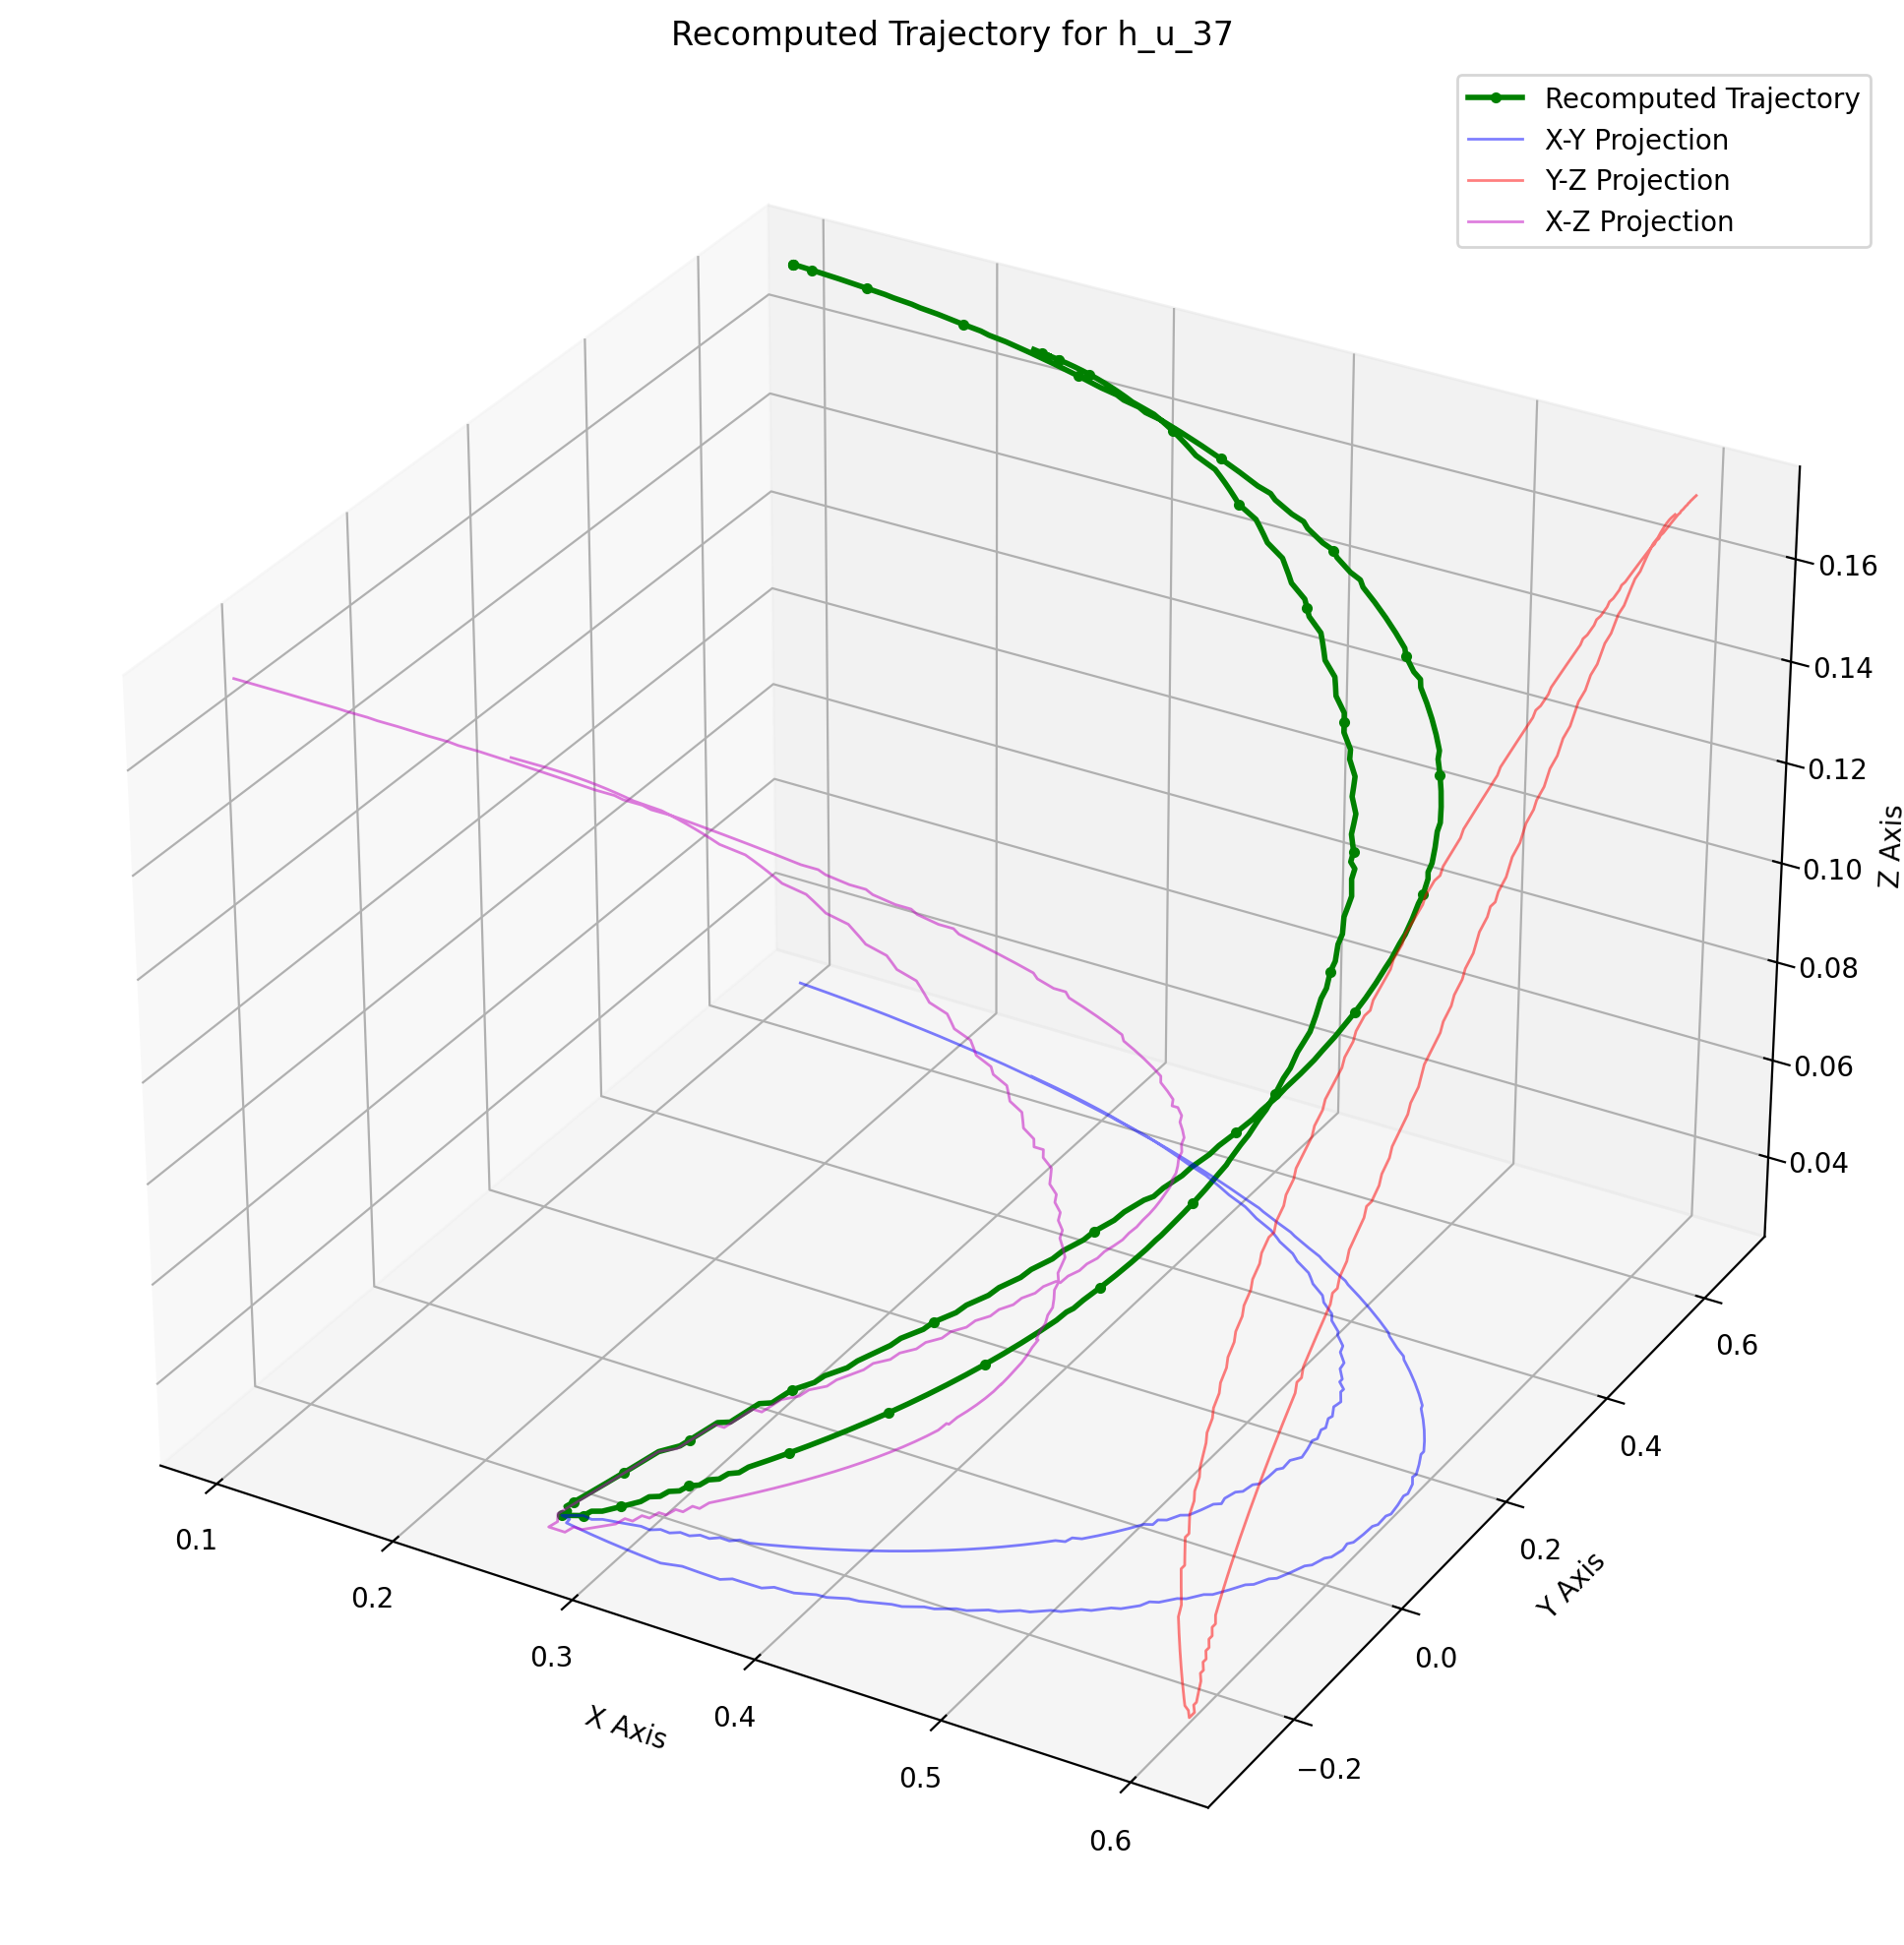 Recomputed Trajectory for h_u_37
Recomputed Trajectory
X-Y Projection
Y-Z Projection
X-Z Projection
0.16
0.14
0.12
0.10
0.08
0.06
0.04
Z Axis
0.6
0.4
0.2
0.0
−0.2
Y Axis
0.1
0.2
0.3
0.4
0.5
0.6
X Axis